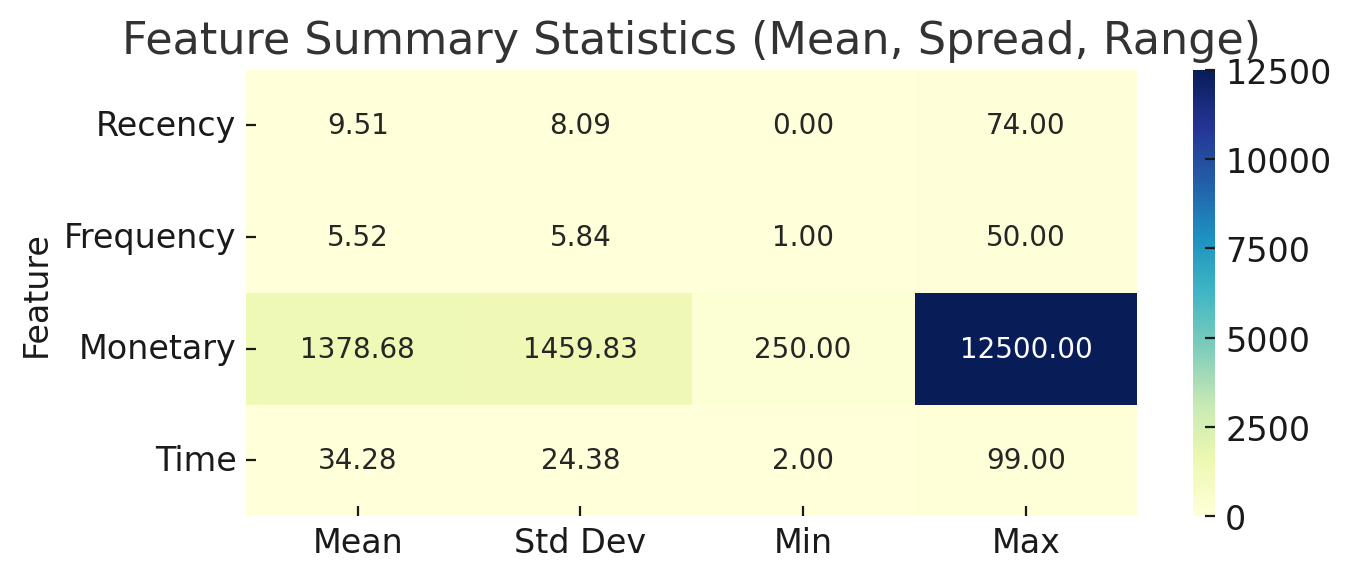 Feature Summary Statistics (Mean, Spread, Range)
Feature
Recency 9.51 8.09 0.00 74.00
Frequency 5.52 5.84 1.00 50.00
Monetary 1378.68 1459.83 250.00 12500.00
Time 34.28 24.38 2.00 99.00
Mean Std Dev Min Max
12500
10000
7500
5000
2500
0